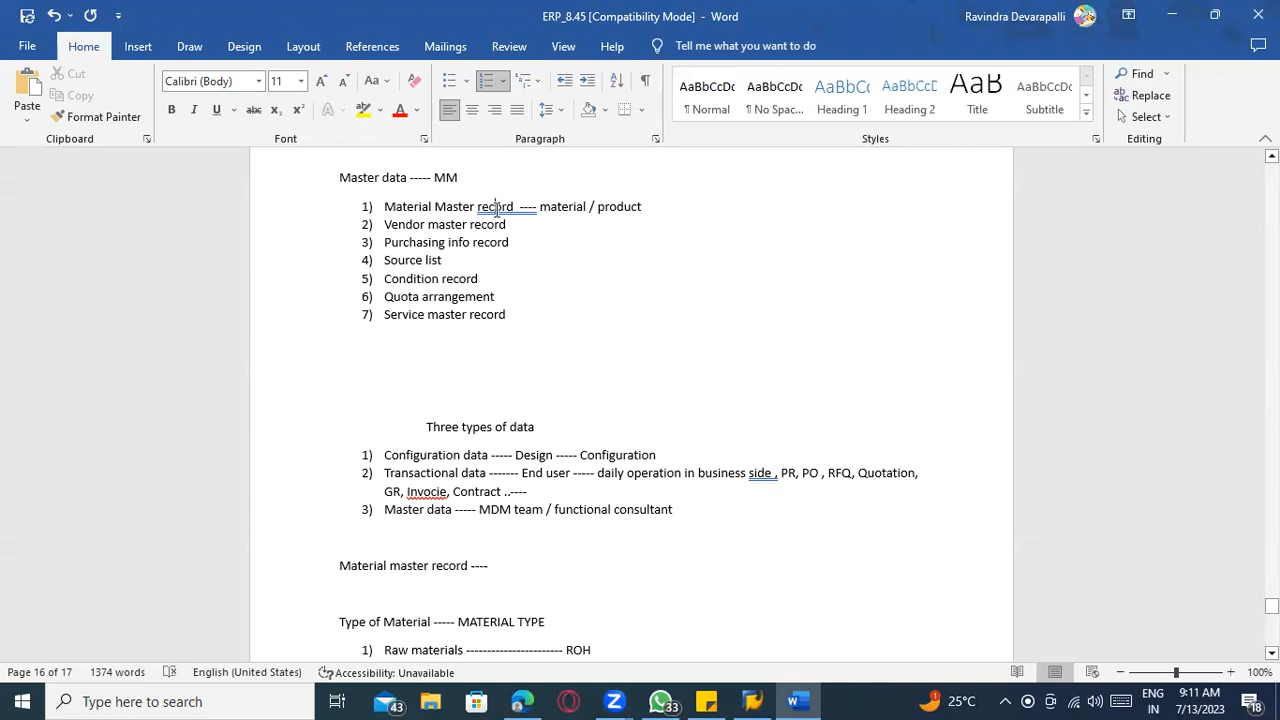 ERP_8.45 [Compatibility Mode] - Word
Ravindra Devarapalli
File Home Insert Draw Design Layout References Mailings Review View Help Tell me what you want to do
Paste
Cut
Copy
Format Painter
Clipboard
Calibri (Body) 11
Aa
B I U abc A A
Font
Paragraph
AaBbCcDc AaBbCcDc AaBbCc AaBbCcD AaB AaBbCcD
¶ Normal ¶ No Spac... Heading 1 Heading 2 Title Subtitle
Styles
Find
Replace
Select
Editing
Master data ----- MM
1) Material Master record ---- material / product
2) Vendor master record
3) Purchasing info record
4) Source list
5) Condition record
6) Quota arrangement
7) Service master record
Three types of data
1) Configuration data ----- Design ----- Configuration
2) Transactional data ------- End user ----- daily operation in business side , PR, PO , RFQ, Quotation,
GR, Invocie, Contract ..----
3) Master data ----- MDM team / functional consultant
Material master record ----
Type of Material ----- MATERIAL TYPE
1) Raw materials ----------------------- ROH
Page 16 of 17 1374 words English (United States) Accessibility: Unavailable 100%
Type here to search
43
33
25°C
ENG
IN
9:11 AM
7/13/2023
18